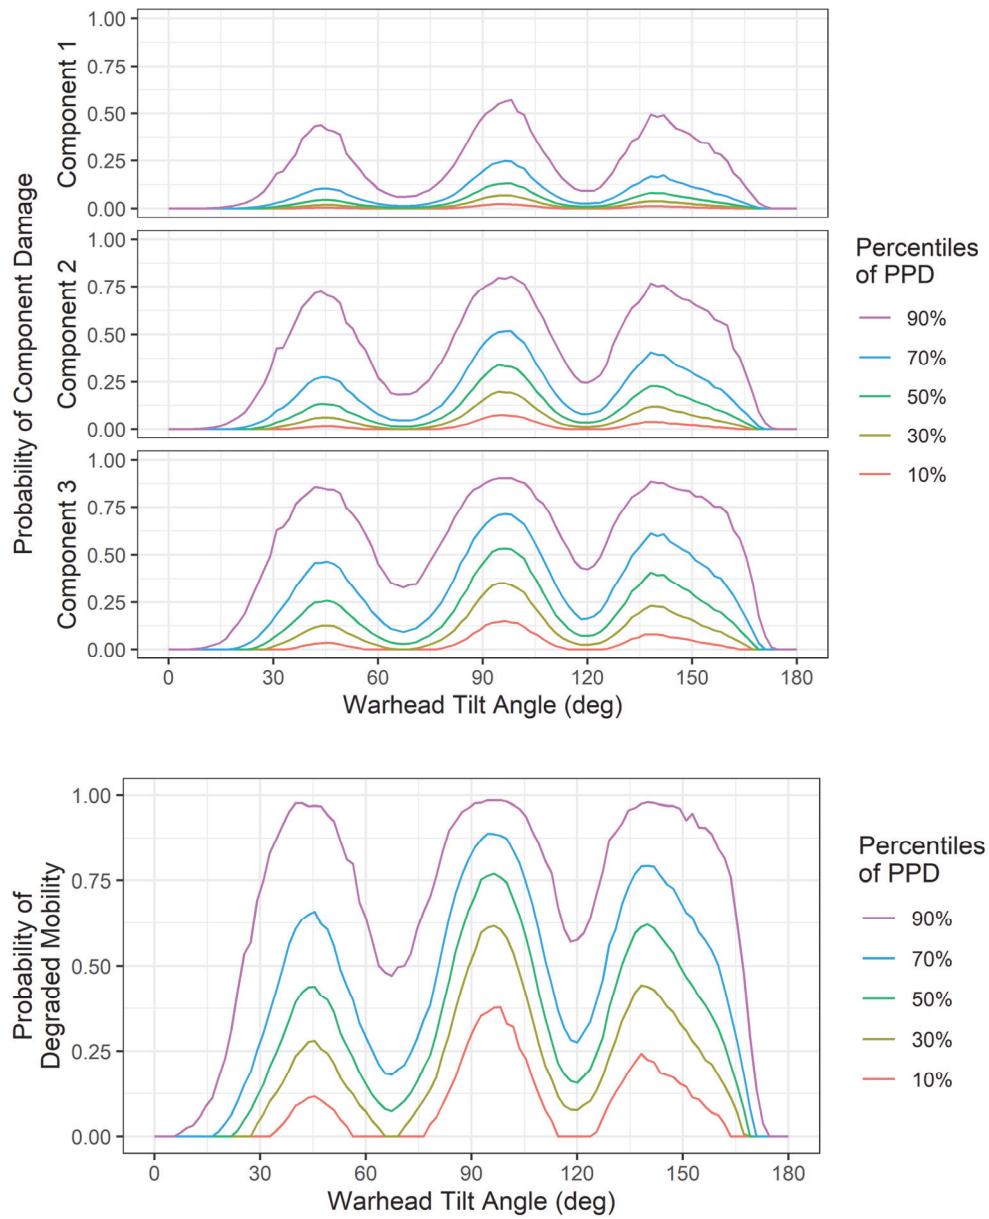 Probability of Component Damage
Component 1
1.00
0.75
0.50
0.25
0.00
Component 2
1.00
0.75
0.50
0.25
0.00
Component 3
1.00
0.75
0.50
0.25
0.00
0 30 60 90 120 150 180
Warhead Tilt Angle (deg)
Percentiles
of PPD
90%
70%
50%
30%
10%
Probability of
Degraded Mobility
1.00
0.75
0.50
0.25
0.00
0 30 60 90 120 150 180
Warhead Tilt Angle (deg)
Percentiles
of PPD
90%
70%
50%
30%
10%